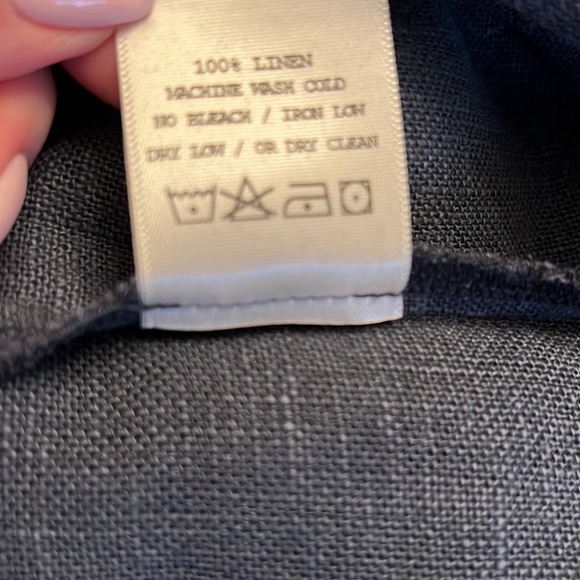 100% LINEN
MACHINE WASH COLD
NO BLEACH / IRON LOW
DRY LOW / OR DRY CLEAN